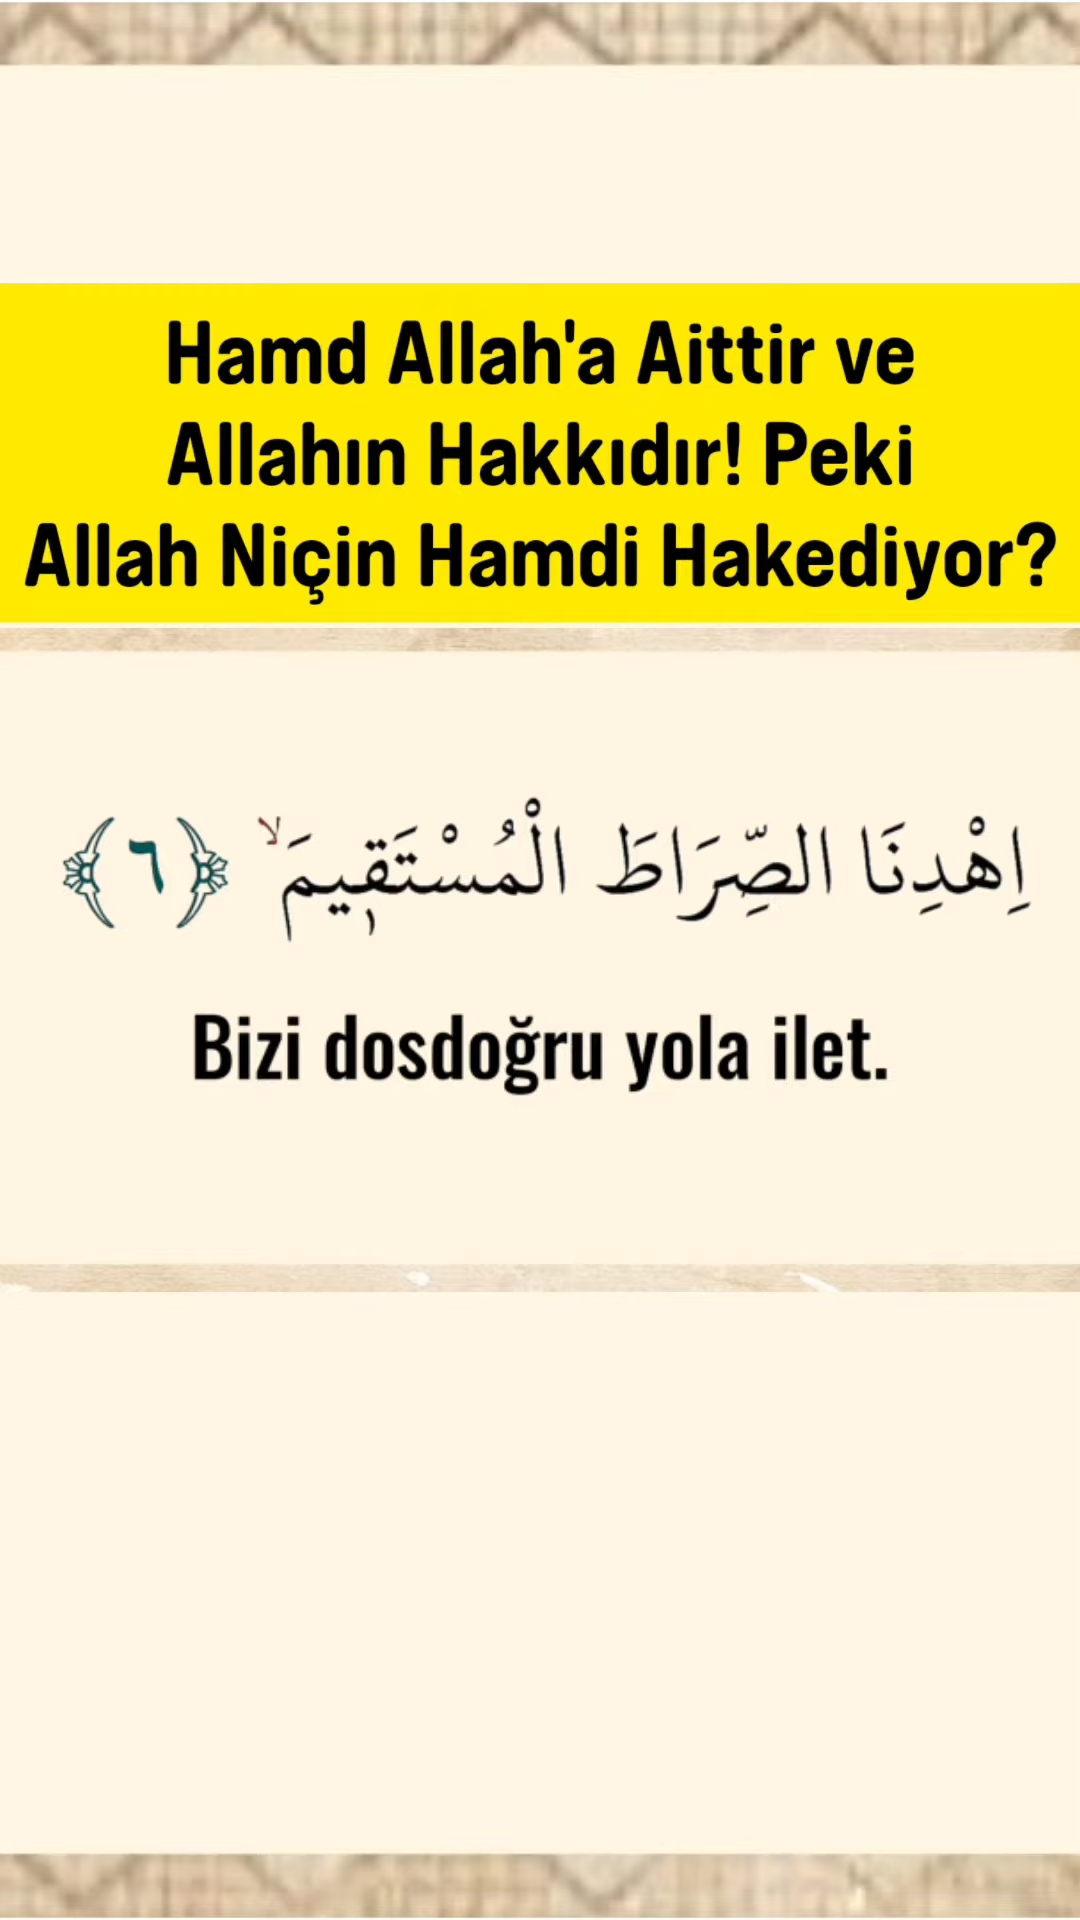 Hamd Allah'a Aittir ve
Allahın Hakkıdır! Peki
Allah Niçin Hamdi Hakediyor?
اِهْدِنَا الصِّرَاطَ الْمُسْتَق۪يمَۙ ﴿٦﴾
Bizi dosdoğru yola ilet.